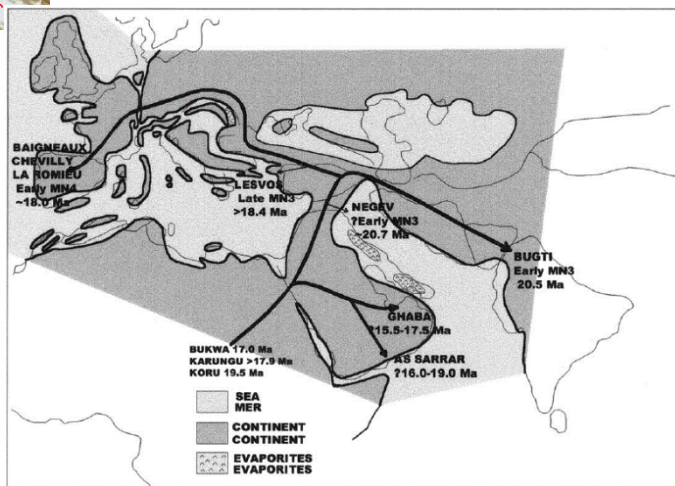 BAIGNEAUX
CHEVILLY
LA ROMIEU
Early MN4
~18.0 Ma
LESVOS
Late MN3
>18.4 Ma
NEGEV
?Early MN3
~20.7 Ma
BUGTI
Early MN3
20.5 Ma
GHABA
?15.5-17.5 Ma
AS SARRAR
?16.0-19.0 Ma
BUKWA 17.0 Ma
KARUNGU >17.9 Ma
KORU 19.5 Ma
SEA
MER
CONTINENT
CONTINENT
EVAPORITES
EVAPORITES